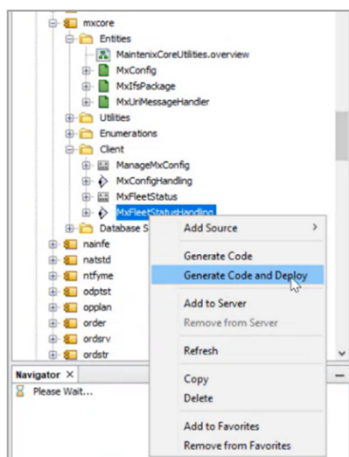 mxcore
Entities
MaintenixCoreUtilities.overview
MxConfig
MxIfsPackage
MxUriMessageHandler
Utilities
Enumerations
Client
ManageMxConfig
MxConfigHandling
MxFleetStatus
MxFleetStatusHandling
Database S
nainfe
natstd
ntfyme
odptst
opplan
order
ordsrv
ordstr
Add Source
Generate Code
Generate Code and Deploy
Add to Server
Remove from Server
Refresh
Copy
Delete
Add to Favorites
Remove from Favorites
Navigator ×
Please Wait...